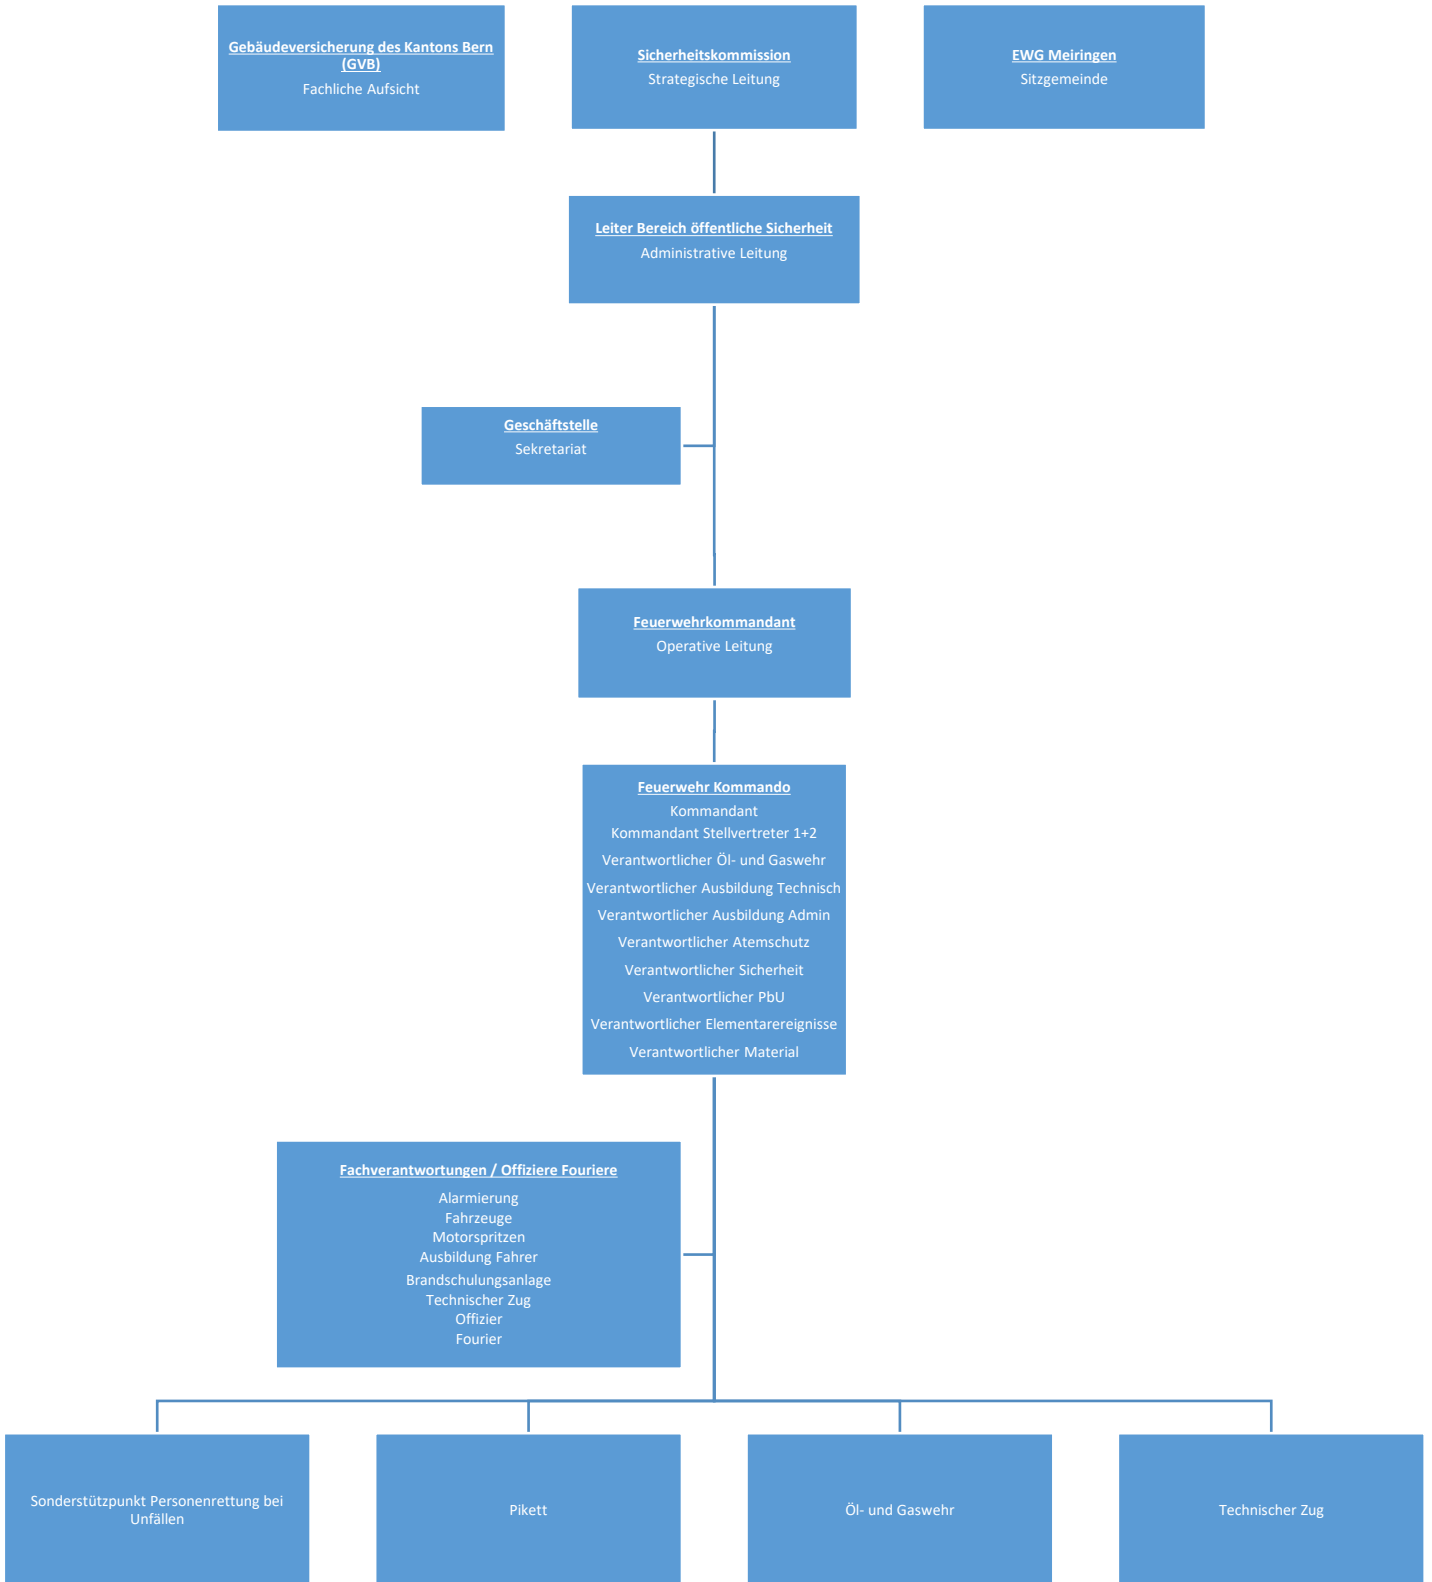 Gebäudeversicherung des Kantons Bern
(GVB)
Fachliche Aufsicht
Sicherheitskommission
Strategische Leitung
EWG Meiringen
Sitzgemeinde
Leiter Bereich öffentliche Sicherheit
Administrative Leitung
Geschäftstelle
Sekretariat
Feuerwehrkommandant
Operative Leitung
Feuerwehr Kommando
Kommandant
Kommandant Stellvertreter 1+2
Verantwortlicher Öl- und Gaswehr
Verantwortlicher Ausbildung Technisch
Verantwortlicher Ausbildung Admin
Verantwortlicher Atemschutz
Verantwortlicher Sicherheit
Verantwortlicher PbU
Verantwortlicher Elementarereignisse
Verantwortlicher Material
Fachverantwortungen / Offiziere Fouriere
Alarmierung
Fahrzeuge
Motorspritzen
Ausbildung Fahrer
Brandschulungsanlage
Technischer Zug
Offizier
Fourier
Sonderstützpunkt Personenrettung bei
Unfällen
Pikett
Öl- und Gaswehr
Technischer Zug